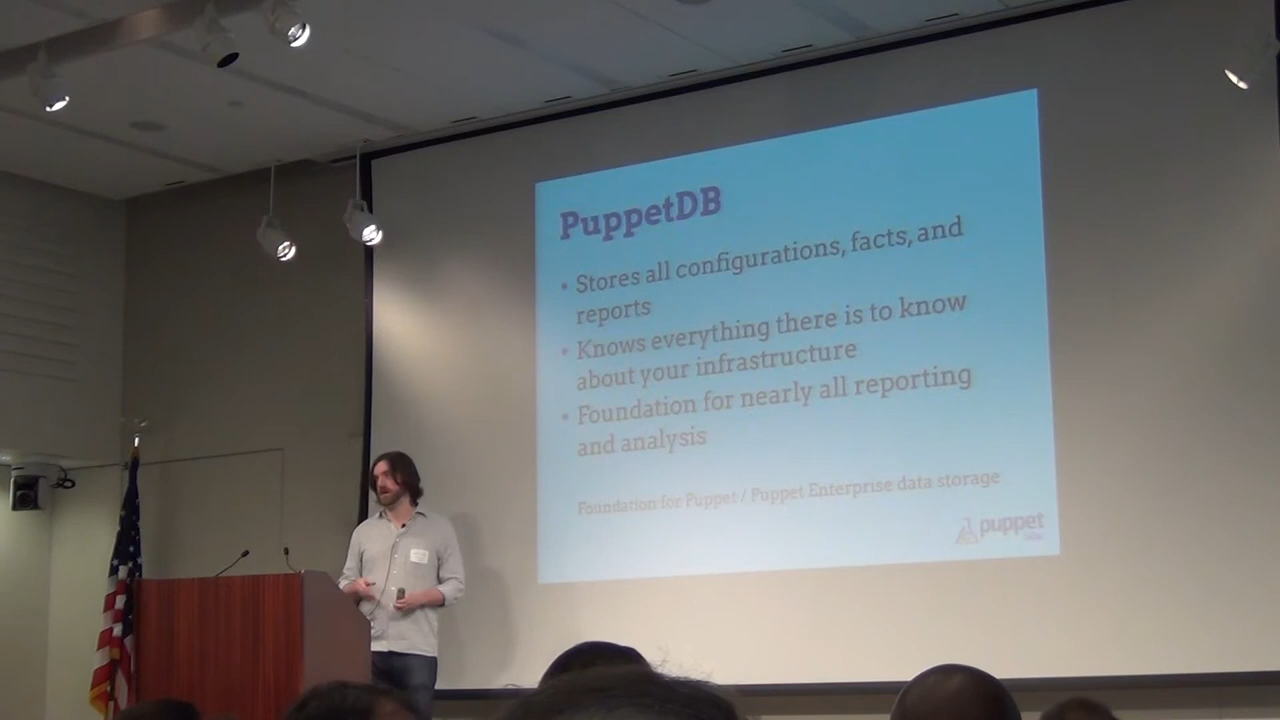 PuppetDB
• Stores all configurations, facts, and
reports
• Knows everything there is to know
about your infrastructure
• Foundation for nearly all reporting
and analysis
Foundation for Puppet / Puppet Enterprise data storage
puppet
labs